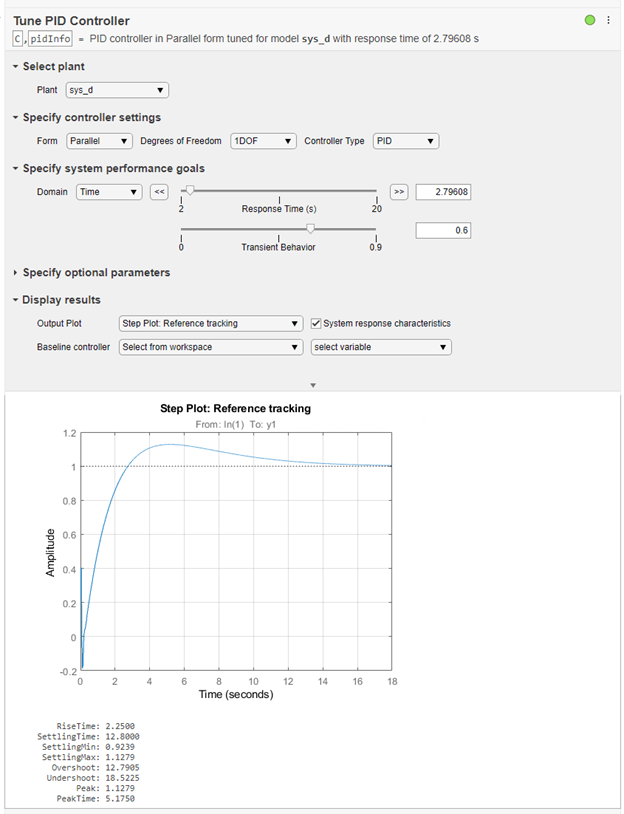 Tune PID Controller
C,pidInfo = PID controller in Parallel form tuned for model sys_d with response time of 2.79608 s
Select plant
Plant sys_d
Specify controller settings
Form Parallel Degrees of Freedom 1DOF Controller Type PID
Specify system performance goals
Domain Time << >> 2.79608
2 Response Time (s) 20
0.6
0 Transient Behavior 0.9
Specify optional parameters
Display results
Output Plot Step Plot: Reference tracking System response characteristics
Baseline controller Select from workspace select variable
Step Plot: Reference tracking
From: In(1) To: y1
1.2
1
0.8
0.6
0.4
0.2
0
-0.2
Amplitude
0 2 4 6 8 10 12 14 16 18
Time (seconds)
RiseTime: 2.2500
SettlingTime: 12.8000
SettlingMin: 0.9239
SettlingMax: 1.1279
Overshoot: 12.7905
Undershoot: 18.5225
Peak: 1.1279
PeakTime: 5.1750